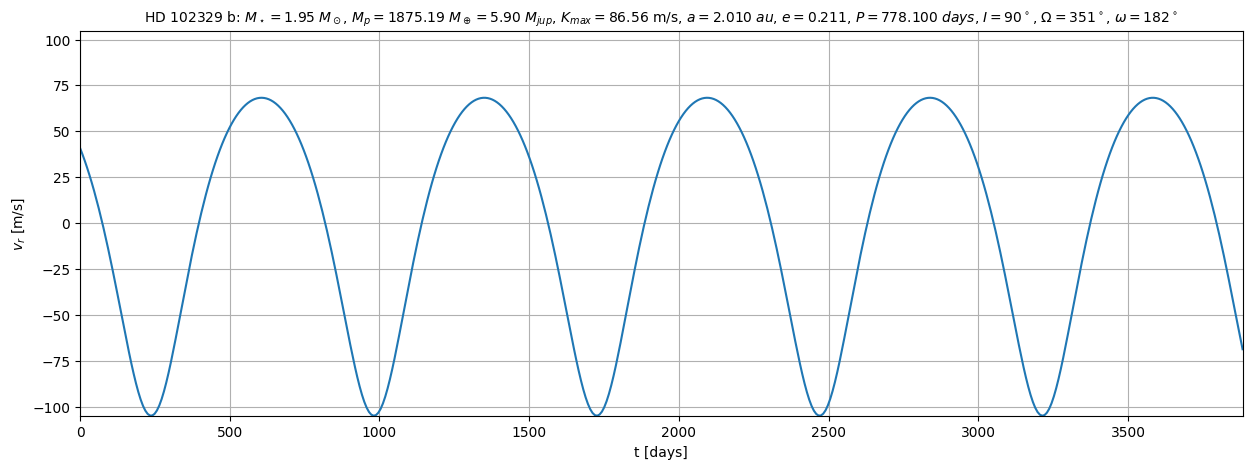 HD 102329 b: M⋆ = 1.95 M⊙, Mp = 1875.19 M⊕ = 5.90 Mjup, Kmax = 86.56 m/s, a = 2.010 au, e = 0.211, P = 778.100 days, I = 90°, Ω = 351°, ω = 182°
100
75
50
25
0
−25
−50
−75
−100
vr [m/s]
0 500 1000 1500 2000 2500 3000 3500
t [days]